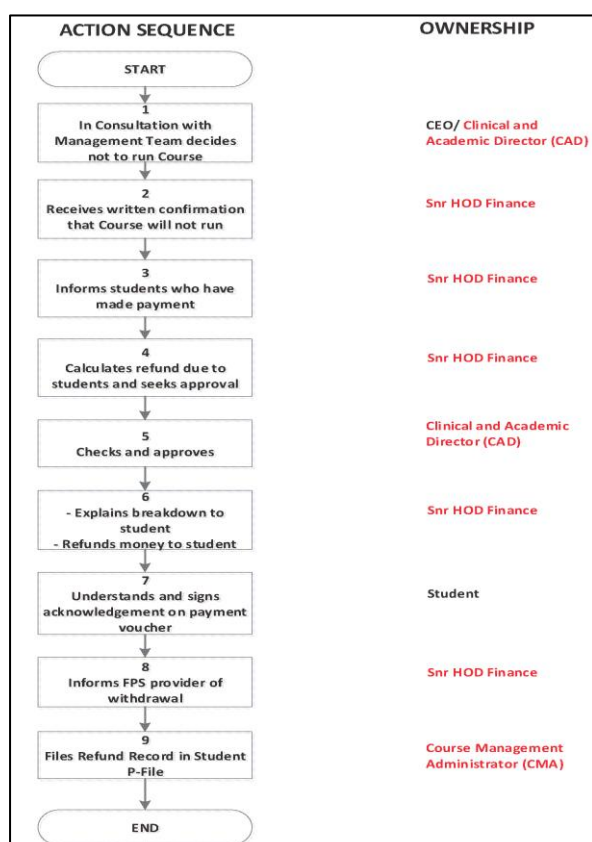 ACTION SEQUENCE
OWNERSHIP
START
1
In Consultation with
Management Team decides
not to run Course
CEO/ Clinical and
Academic Director (CAD)
2
Receives written confirmation
that Course will not run
Snr HOD Finance
3
Informs students who have
made payment
Snr HOD Finance
4
Calculates refund due to
students and seeks approval
Snr HOD Finance
5
Checks and approves
Clinical and Academic
Director (CAD)
6
- Explains breakdown to
student
- Refunds money to student
Snr HOD Finance
7
Understands and signs
acknowledgement on payment
voucher
Student
8
Informs FPS provider of
withdrawal
Snr HOD Finance
9
Files Refund Record in Student
P-File
Course Management
Administrator (CMA)
END